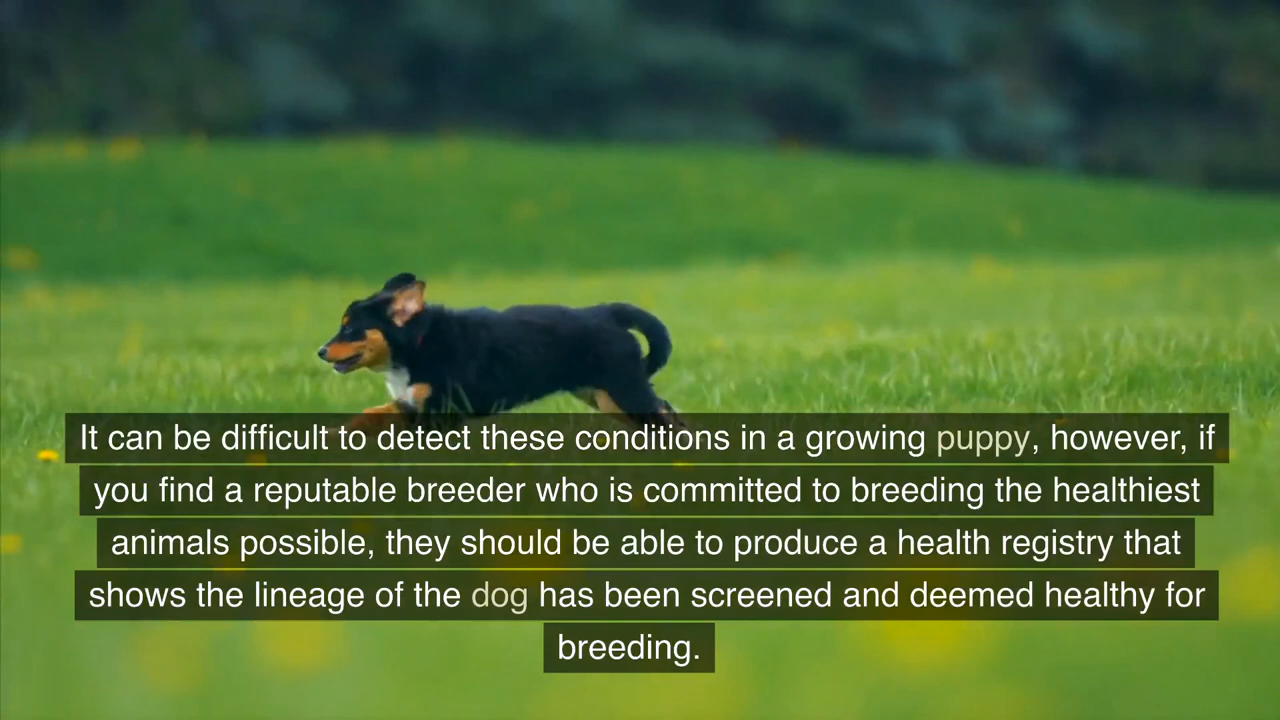 It can be difficult to detect these conditions in a growing puppy, however, if
you find a reputable breeder who is committed to breeding the healthiest
animals possible, they should be able to produce a health registry that
shows the lineage of the dog has been screened and deemed healthy for
breeding.